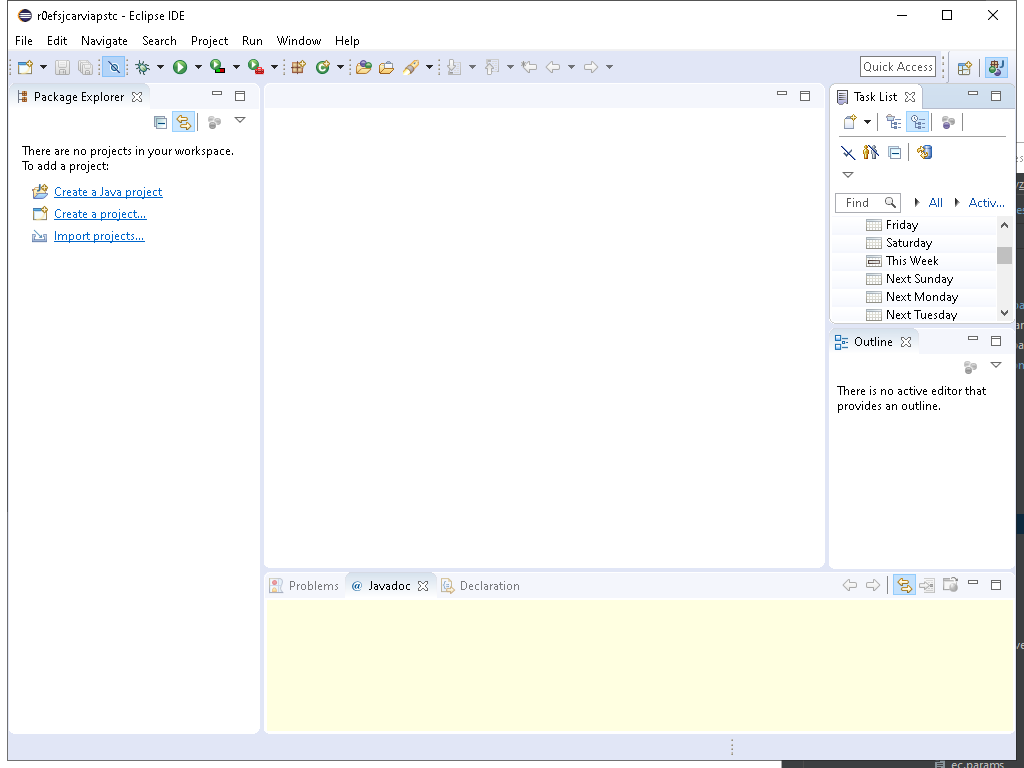 r0efsjcarviapstc - Eclipse IDE
File Edit Navigate Search Project Run Window Help
Quick Access
Package Explorer
There are no projects in your workspace.
To add a project:
Create a Java project
Create a project...
Import projects...
Task List
Find All Activ...
Friday
Saturday
This Week
Next Sunday
Next Monday
Next Tuesday
Outline
There is no active editor that
provides an outline.
Problems @ Javadoc Declaration
ec.params